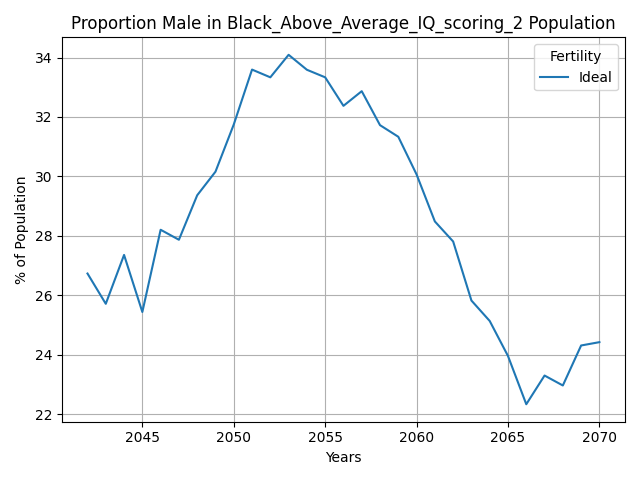 Proportion Male in Black_Above_Average_IQ_scoring_2 Population
Fertility
Ideal
% of Population
34
32
30
28
26
24
22
2045 2050 2055 2060 2065 2070
Years